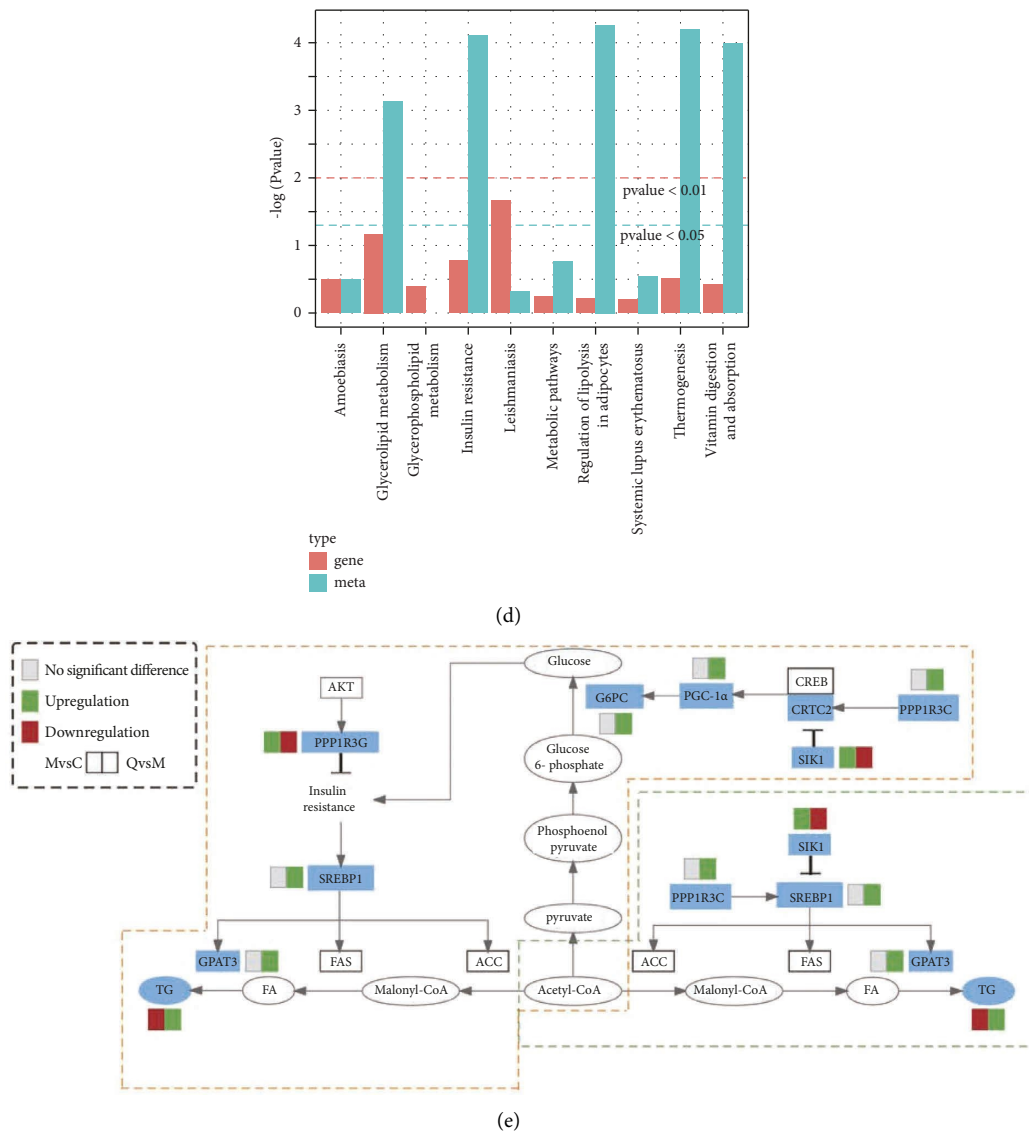 4
3
2
1
0
-log (Pvalue)
pvalue < 0.01
pvalue < 0.05
Amoebiasis
Glycerolipid metabolism
Glycerophospholipid
metabolism
Insulin resistance
Leishmaniasis
Metabolic pathways
Regulation of lipolysis
in adipocytes
Systemic lupus erythematosus
Thermogenesis
Vitamin digestion
and absorption
type
gene
meta
(d)
No significant difference
Upregulation
Downregulation
MvsC QvsM
AKT
PPP1R3G
Insulin
resistance
SREBP1
GPAT3
FAS
ACC
TG
FA
Malonyl-CoA
Acetyl-CoA
Glucose
Glucose
6- phosphate
Phosphoenol
pyruvate
pyruvate
G6PC
PGC-1α
CREB
CRTC2
PPP1R3C
SIK1
SIK1
PPP1R3C
SREBP1
ACC
FAS
GPAT3
Malonyl-CoA
FA
TG
(e)